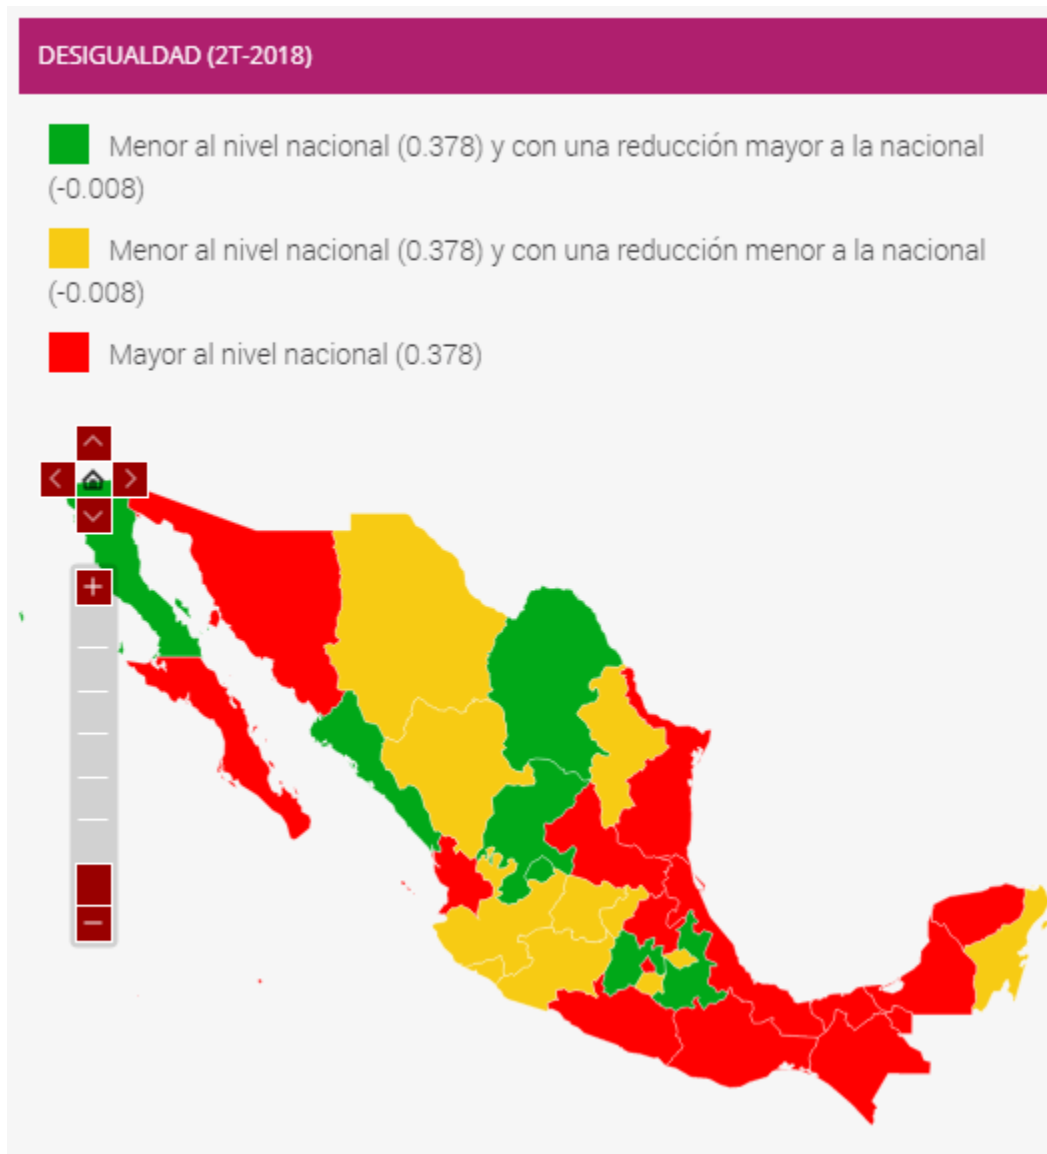 DESIGUALDAD (2T-2018)
Menor al nivel nacional (0.378) y con una reducción mayor a la nacional
(-0.008)
Menor al nivel nacional (0.378) y con una reducción menor a la nacional
(-0.008)
Mayor al nivel nacional (0.378)